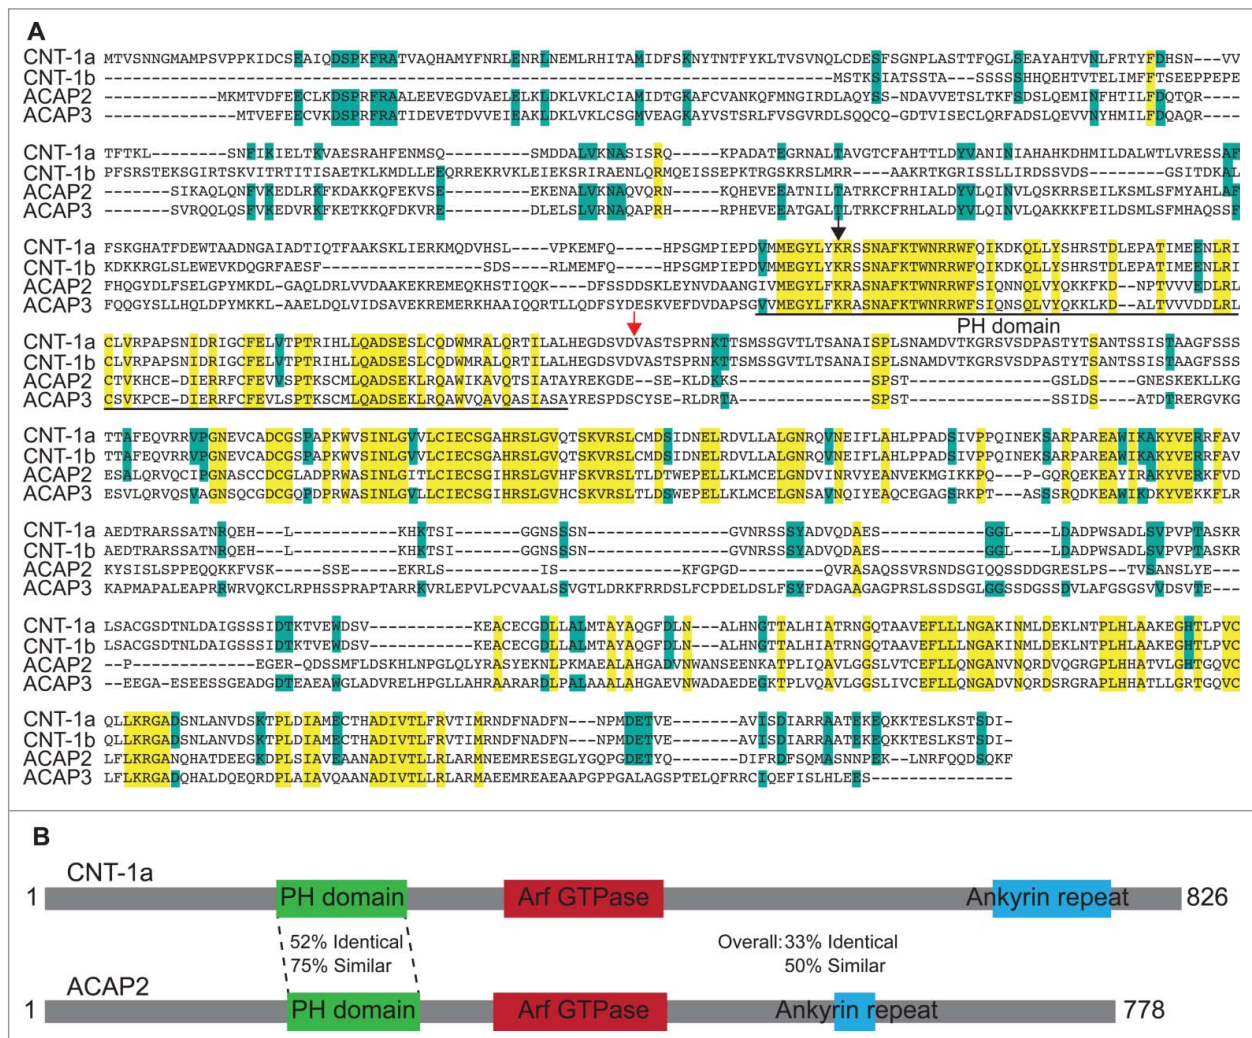 A
CNT-1a MTVSNNGMAMPSVPPKIDCSEAIQDSPKFRATVAQHAMYFNRLENRLNEMLRHITAMIDFSKNYTNTFYKLTVSVNQLCDESFSGNPLASTTFQGLSEAYAHTVNLFRTYFDHSN---VV
CNT-1b -----------------------------------------------------------------------------MSTKSIATSSTA----SSSSSHHQEHTVTELIMFFTSEEPPEPE
ACAP2 ------------MKMTVDFEECLKDSPRFRAALEEVEGDVAELELKLDKLVKLCIAMIDTGKAFCVANKQFMNGIRDLAQYSS-NDAVVETSLTKFSDSLQEMINFHTILFDQTQR----
ACAP3 --------------MTVEFEECVKDSPRFRATIDEVETDVVEIEAKLDKLVKLCSGMVEAGKAYVSTSRLFVSGVRDLSQQCQ-GDTVISECLQRFADSLQEVVNYHMILFDQAQR----
CNT-1a TFTKL------SNFIKIELTKVAESRAHFENMSQ---------SMDDALVKNASISRQ-----KPADATEGRNALTAVGTCFAHTTLDYVANINIAHAHKDHMILDALWTLVRESSAF
CNT-1b PFSRSTEKSGIRTSKVITRTITISAETKLKMDLLEEQRREKRVKLEIEKSRIRAENLQRMQEISSEPKTRGSKSRLMRR----AAKRTKGRISSLLIRDSSVDS------GSITDKAL
ACAP2 -------SIKAQLQNFVKEDLRKFKDAKKQFEKVSE--------EKENALVKNAQVQRN----KQHEVEEATNILTATRKCFRHIALDYVLQINVLQSKRRSEILKSMLSFMYAHLAF
ACAP3 -------SVRQQLQSFVKEDVRKFKETKKQFDKVRE--------DLELSLVRNAQAPRH----RPHEVEEATGALTLTRKCFRHLALDYVLQINVLQAKKKFEILDSMLSFMHAQSSF
CNT-1a FSKGHATFDEWTAADNGAIADTIQTFAAKSKLIERKMQDVHSL----VPKEMFQ----HPSGMPIEPDVMMEGYLYKRSSNAFKTWNRRWFQIKDKQLLYSHRSTDLEPATIMEENLRI
CNT-1b KDKKRGLSLEWEVKDQGRFAESF--------------SDS---RLMEMFQ----HPSGMPIEPDVMMEGYLYKRSSNAFKTWNRRWFQIKDKQLLYSHRSTDLEPATIMEENLRI
ACAP2 FHQGYDLFSELGPYMKDL-GAQLDRLVVDAAKEKREMEQKHSTIQQK----DFSSDDSKLEYNVDAANGIVMEGYLFKRASNAFKTWNRRWFSIQNNQLVYQKKFKD-NPTVVVEDLRL
ACAP3 FQQGYSLLHQLDPYMKKL-AAELDQLVIDSAVEKREMERKHAAIQQRTLLQDFSYDESKVEFDVDAPSGVVMEGYLFKRASNAFKTWNRRWFSIQNSQLVYQKKLKD-ALTVVVDDLRL
PH domain
CNT-1a CLVRPAPSNIDRIGCFELVTPTRIHLLQADSESLCQDWMRALQRTILALHEGDSVDVASTSPRNKTTSMSSGVTLTSANAISPLSNAMDVTKGRSVSDPASTYTSANTSSISTAAGFSSS
CNT-1b CLVRPAPSNIDRIGCFELVTPTRIHLLQADSESLCQDWMRALQRTILALHEGDSVDVASTSPRNKTTSMSSGVTLTSANAISPLSNAMDVTKGRSVSDPASTYTSANTSSISTAAGFSSS
ACAP2 CTVKHCE-DIERRFCFEVVSPTKSCMLQADSEKLRQAWIKAVQTSIATAYREKGDE--SE-KLDKKS---------------SPST---------------GSSLDS--GNESKEKLLKG
ACAP3 CSVKPCE-DIERRFCFEVLSPTKSCMLQADSEKLRQAWVQAVQASIASAYRESPDSCYSE-RLDRTA---------------SPST---------------SSIDS--ATDTRERGVKG
CNT-1a TTAFEQVRRVPGNEVCADCGSPAPKWVSINLGVVLCIECSGAHRSLGVQTSKVRSLCMDSIDNELRDVLLALGNRQVNEIFLAHLPPADSIVPPQINEKSARPAREAWIKAKYVERRFAV
CNT-1b TTAFEQVRRVPGNEVCADCGSPAPKWVSINLGVVLCIECSGAHRSLGVQTSKVRSLCMDSIDNELRDVLLALGNRQVNEIFLAHLPPADSIVPPQINEKSARPAREAWIKAKYVERRFAV
ACAP2 ESALQRVQCIPGNASCCDCGLADPRWASINLGITLCIECSGIHRSLGVHFSKVRSLTLDTWEPELLKLMCELGNDVINRVYEANVEKMGIKKPQ--P-GQRQEKEAYIRAKYVERKFVD
ACAP3 ESVLQRVQSVAGNSQCGDCGQPDPRWASINLGVLLCIECSGIHRSLGVHCSKVRSLTLDSWEPELLKLMCELGNSAVNQIYEAQCEGAGSRKPT--ASSSRQDKEAWIKDKYVEKKFLR
CNT-1a AEDTRARSSATNRQEH---L-----------KHKTSI-------GGNSSSN---------------GVNRSSSYADVQDAES----------GGL---DADPWSADLSVPVPTASKR
CNT-1b AEDTRARSSATNRQEH---L-----------KHKTSI-------GGNSSSN---------------GVNRSSSYADVQDAES----------GGL---DADPWSADLSVPVPTASKR
ACAP2 KYSISLSPPEQQKKFVSK-----SSE---EKRLS----------IS-------------KFGPGD------QVRASAQSSVRSNDSGIQQSSDDGRESLPS--TVSANSLYE----
ACAP3 KAPMAPALEAPRRWRVQKCLRPHSSPRAPTARRKVRLEPVLPCVAALSSVGTLDRKFRRDSLFCPDELDSLFSYFDAGAAGAGPRSLSSDSGLGGSSDGSSDVLAFGSGSVVDSVTE---
CNT-1a LSACGSDTNLDAIGSSSIDTKTVEWDSV--------KEACECGDLLALMTAYAQGFDLN---ALHNGTTALHIATRNGQTAAVEFLLLNGAKINMLDEKLNTPLHLAAKEGHTLPVC
CNT-1b LSACGSDTNLDAIGSSSIDTKTVEWDSV--------KEACECGDLLALMTAYAQGFDLN---ALHNGTTALHIATRNGQTAAVEFLLLNGAKINMLDEKLNTPLHLAAKEGHTLPVC
ACAP2 --P-------------EGER-QDSSMFLDSKHLNPGLQLYRASYEKNLPKMAEALAHGADVNWANSEENKATPLIQAVLGGSLVTCEFLLQNGANVNQRDVQGRGPLHHATVLGHTGQVC
ACAP3 --EEGA-ESEESSGEADGDTEAEAWGLADVRELHPGLLAHRAARARDLPALAAALAHGAEVNWADAEDEGKTPLVQAVLGGSLIVCEFLLQNGADVNQRDSRGRAPLHHATLLGRTGQVC
CNT-1a QLLKRGADSNLANVDSKTPLDIAMECTHADIVTLFRVTIMRNDFNADFN---NPMDETVE-------AVISDIARRAATEKEQKKTESLKSTSDI-
CNT-1b QLLKRGADSNLANVDSKTPLDIAMECTHADIVTLFRVTIMRNDFNADFN---NPMDETVE-------AVISDIARRAATEKEQKKTESLKSTSDI-
ACAP2 LFLKRGANQHATDEEGKDPLSIAVEAANADIVTLLRLARMNEEMRESEGLYGQPGDETYQ-------DIFRDFSQMASNNPEK---LNRFQQDSQKF
ACAP3 LFLKRGADQHALDQEQRDPLAIAVQAANADIVTLLRLARMAEEMREAEAAPGPPGALAGSPTELQFRRCIQEFISLHLEES---------------
B
CNT-1a
1 PH domain Arf GTPase Ankyrin repeat 826
52% Identical Overall: 33% Identical
75% Similar 50% Similar
ACAP2
1 PH domain Arf GTPase Ankyrin repeat 778